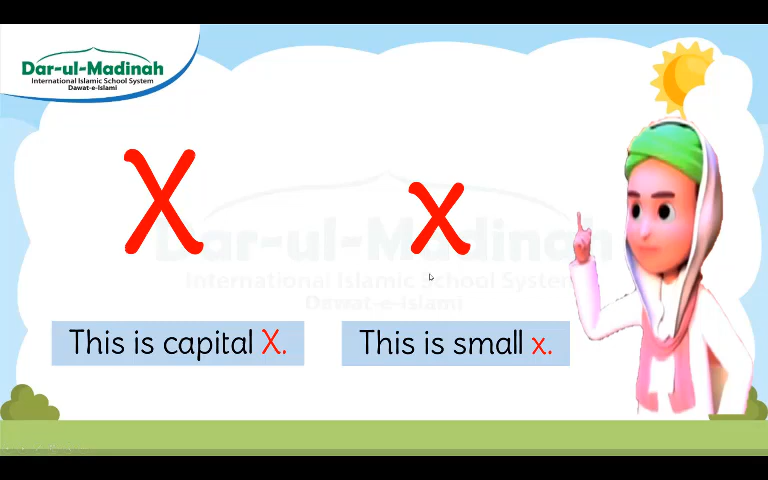 Dar-ul-Madinah
International Islamic School System
Dawat-e-Islami
X x
Dar-ul-Madinah
International Islamic School System
Dawat-e-Islami
This is capital X.
This is small x.